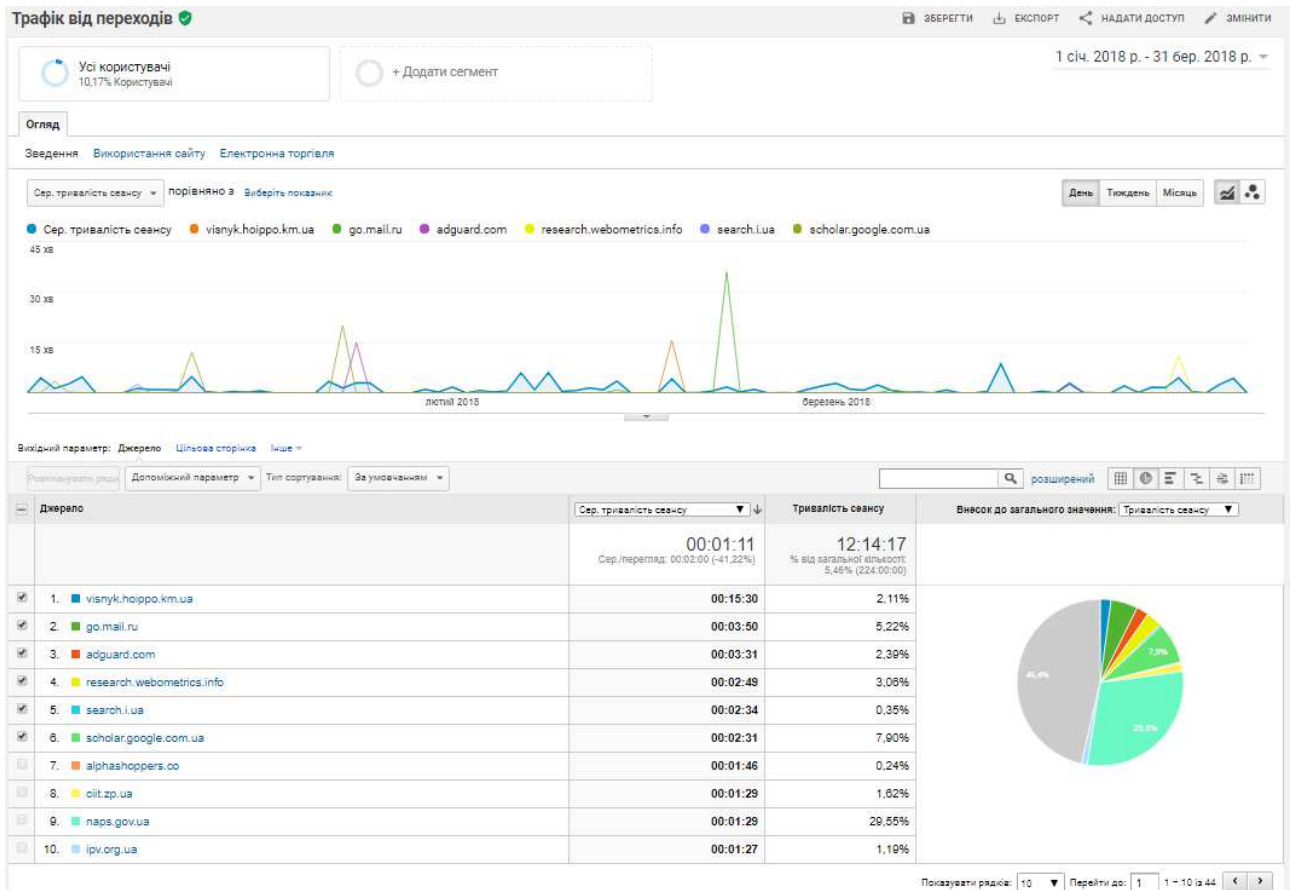 Трафік від переходів
ЗБЕРЕГТИ ЕКСПОРТ НАДАТИ ДОСТУП ЗМІНИТИ
Усі користувачі
10,17% Користувачі
+ Додати сегмент
1 січ. 2018 р. - 31 бер. 2018 р.
Огляд
Зведення Використання сайту Електронна торгівля
Сер. тривалість сеансу порівняно з Виберіть показник
День Тиждень Місяць
Сер. тривалість сеансу visnyk.hoippo.km.ua go.mail.ru adguard.com research.webometrics.info search.i.ua scholar.google.com.ua
45 хв
30 хв
15 хв
лютий 2018 березень 2018
Вихідний параметр: Джерело Цільова сторінка Інше
Розпланувати рядки Допоміжний параметр Тип сортування: За умовчанням розширений
Джерело Сер. тривалість сеансу Тривалість сеансу Внесок до загального значення: Тривалість сеансу
00:01:11 12:14:17
Сер./перегляд: 00:02:00 (-41,22%) % від загальної кількості: 5,46% (224:00:00)
1. visnyk.hoippo.km.ua 00:15:30 2,11%
2. go.mail.ru 00:03:50 5,22%
3. adguard.com 00:03:31 2,39%
4. research.webometrics.info 00:02:49 3,06%
5. search.i.ua 00:02:34 0,35%
6. scholar.google.com.ua 00:02:31 7,90%
7. alphashoppers.co 00:01:46 0,24%
8. ciit.zp.ua 00:01:29 1,62%
9. naps.gov.ua 00:01:29 29,55%
10. ipv.org.ua 00:01:27 1,19%
7,9%
29,6%
Показувати рядків: 10 Перейти до: 1 1 – 10 із 44